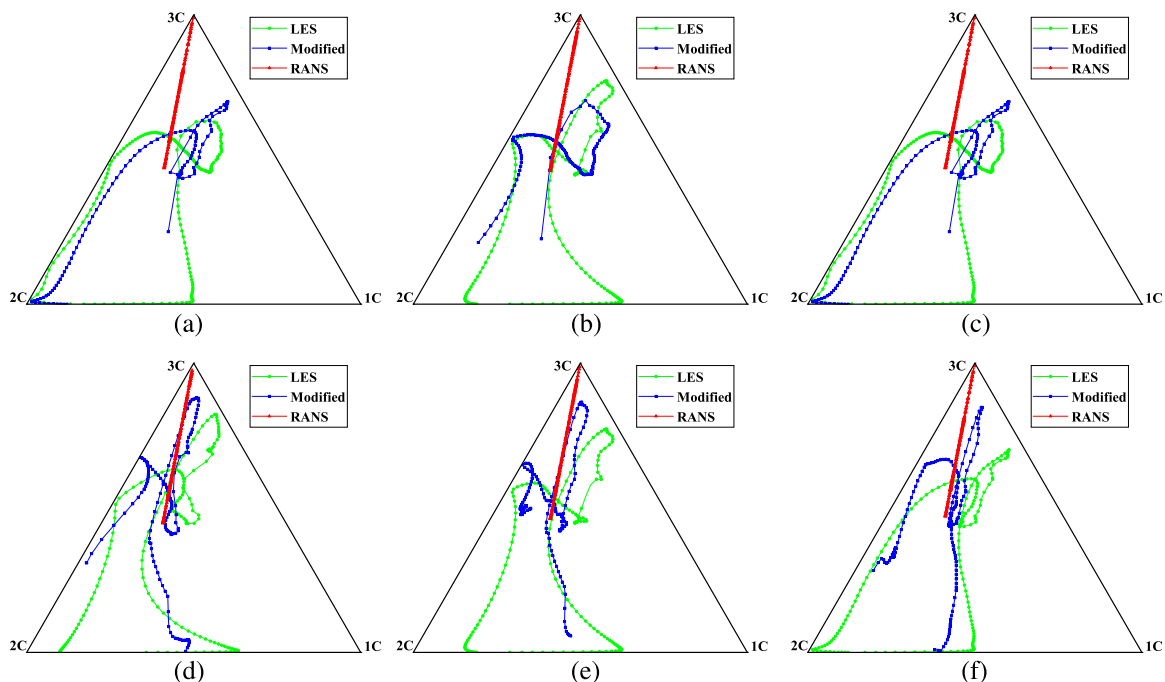 3C
LES
Modified
RANS
2C
1C
(a)
3C
LES
Modified
RANS
2C
1C
(b)
3C
LES
Modified
RANS
2C
1C
(c)
3C
LES
Modified
RANS
2C
1C
(d)
3C
LES
Modified
RANS
2C
1C
(e)
3C
LES
Modified
RANS
2C
1C
(f)